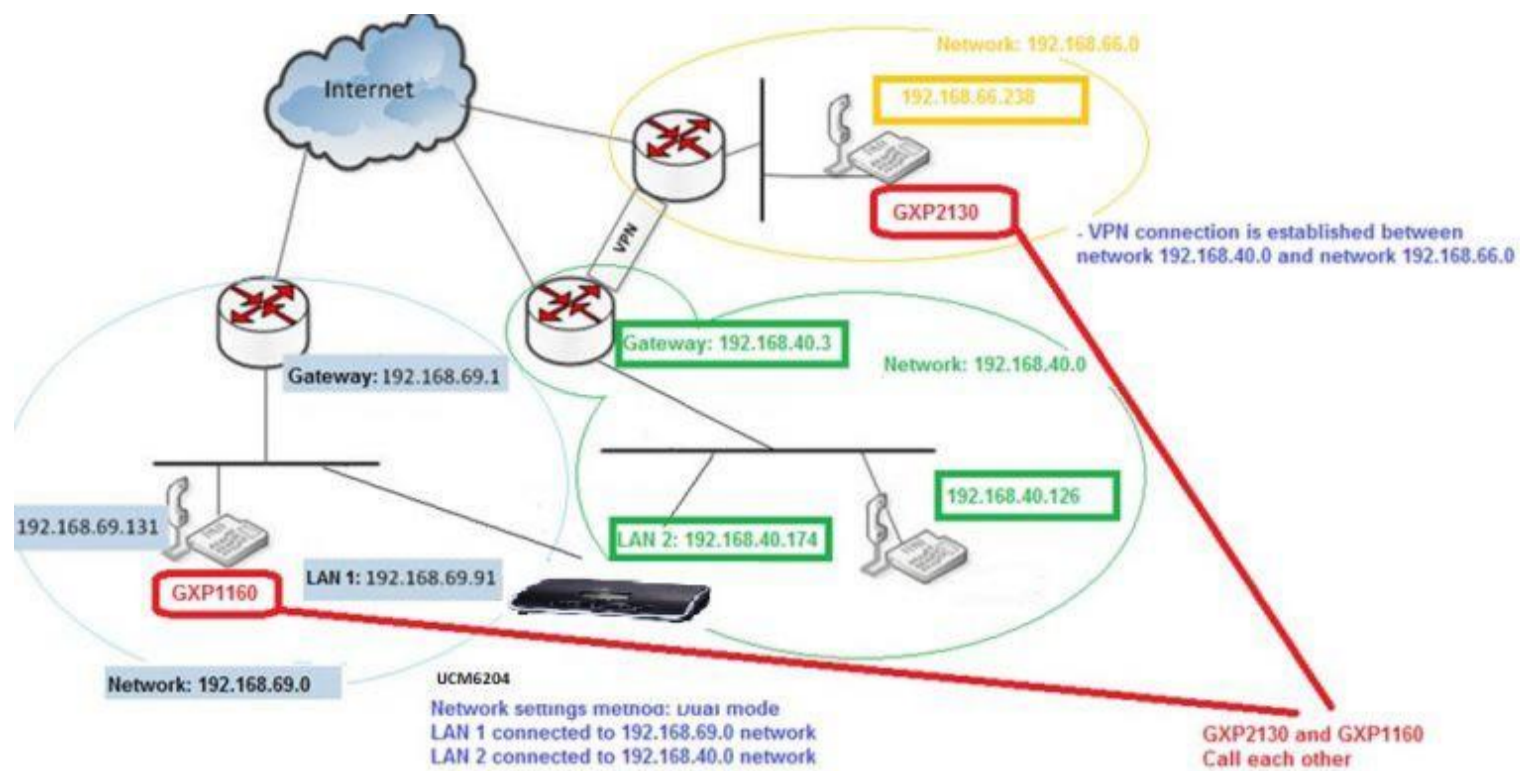 Network: 192.168.66.0
Internet
192.168.66.238
GXP2130
VPN
- VPN connection is established between
network 192.168.40.0 and network 192.168.66.0
Gateway: 192.168.40.3
Network: 192.168.40.0
Gateway: 192.168.69.1
192.168.40.126
192.168.69.131
LAN 2: 192.168.40.174
LAN 1: 192.168.69.91
GXP1160
Network: 192.168.69.0
UCM6204
Network settings method: Dual mode
LAN 1 connected to 192.168.69.0 network
LAN 2 connected to 192.168.40.0 network
GXP2130 and GXP1160
Call each other